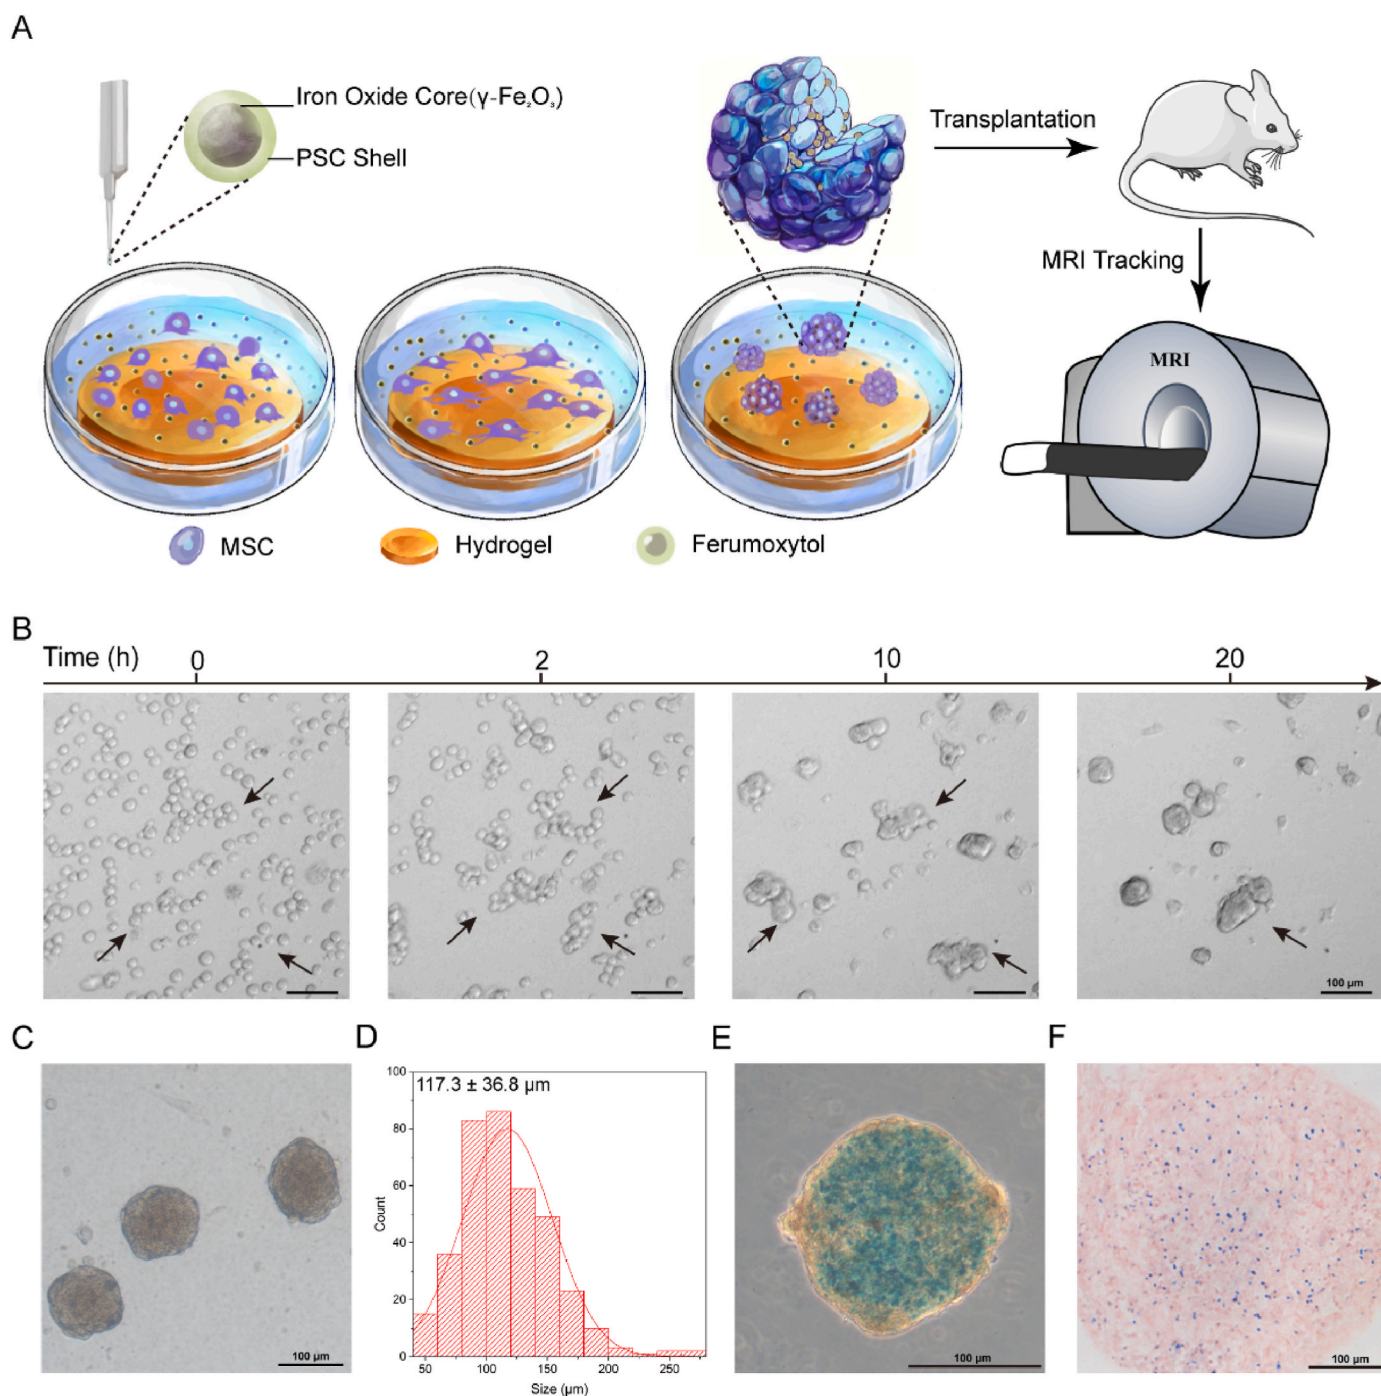 A
Iron Oxide Core(γ-Fe₂O₃)
PSC Shell
Transplantation
MRI Tracking
MRI
MSC
Hydrogel
Ferumoxytol
B
Time (h)
0
2
10
20
100 μm
C
100 μm
D
117.3 ± 36.8 μm
100
80
60
40
20
0
Count
50
100
150
200
250
Size (μm)
E
100 μm
F
100 μm